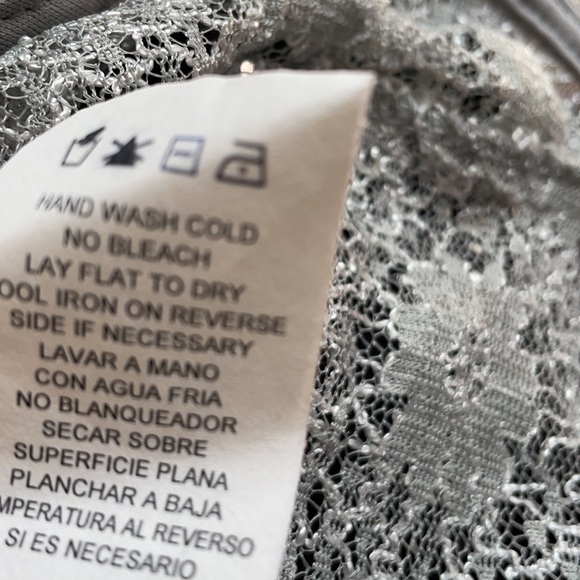 HAND WASH COLD
NO BLEACH
LAY FLAT TO DRY
OOL IRON ON REVERSE
SIDE IF NECESSARY
LAVAR A MANO
CON AGUA FRIA
NO BLANQUEADOR
SECAR SOBRE
SUPERFICIE PLANA
PLANCHAR A BAJA
MPERATURA AL REVERSO
SI ES NECESARIO